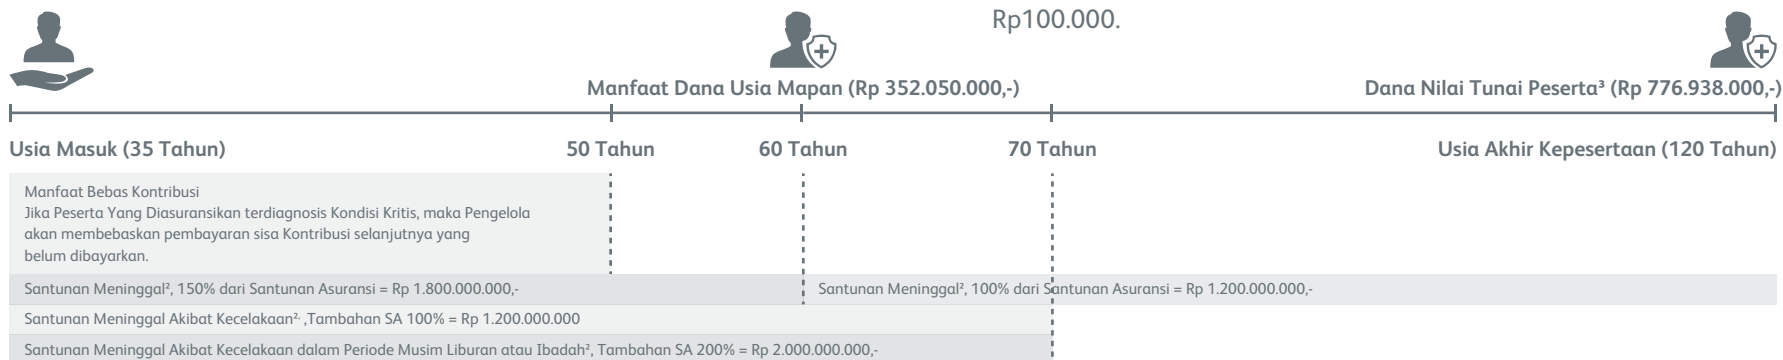 Rp100.000.
Manfaat Dana Usia Mapan (Rp 352.050.000,-)
Dana Nilai Tunai Peserta³ (Rp 776.938.000,-)
Usia Masuk (35 Tahun)
50 Tahun
60 Tahun
70 Tahun
Usia Akhir Kepesertaan (120 Tahun)
Manfaat Bebas Kontribusi
Jika Peserta Yang Diasuransikan terdiagnosis Kondisi Kritis, maka Pengelola
akan membebaskan pembayaran sisa Kontribusi selanjutnya yang
belum dibayarkan.
Santunan Meninggal², 150% dari Santunan Asuransi = Rp 1.800.000.000,-
Santunan Meninggal², 100% dari Santunan Asuransi = Rp 1.200.000.000,-
Santunan Meninggal Akibat Kecelakaan²· ,Tambahan SA 100% = Rp 1.200.000.000
Santunan Meninggal Akibat Kecelakaan dalam Periode Musim Liburan atau Ibadah², Tambahan SA 200% = Rp 2.000.000.000,-